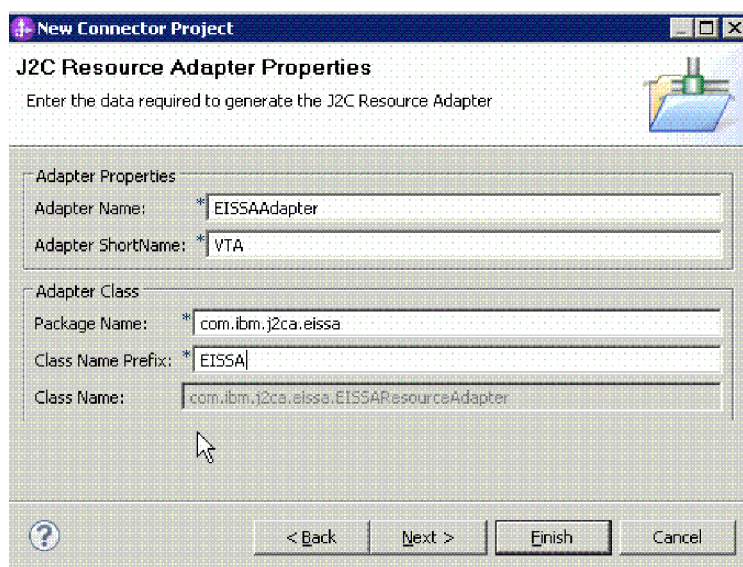 New Connector Project
J2C Resource Adapter Properties
Enter the data required to generate the J2C Resource Adapter
Adapter Properties
Adapter Name: * EISSAAdapter
Adapter ShortName: * VTA
Adapter Class
Package Name: * com.ibm.j2ca.eissa
Class Name Prefix: * EISSA
Class Name: com.ibm.j2ca.eissa.EISSAResourceAdapter
? < Back Next > Finish Cancel